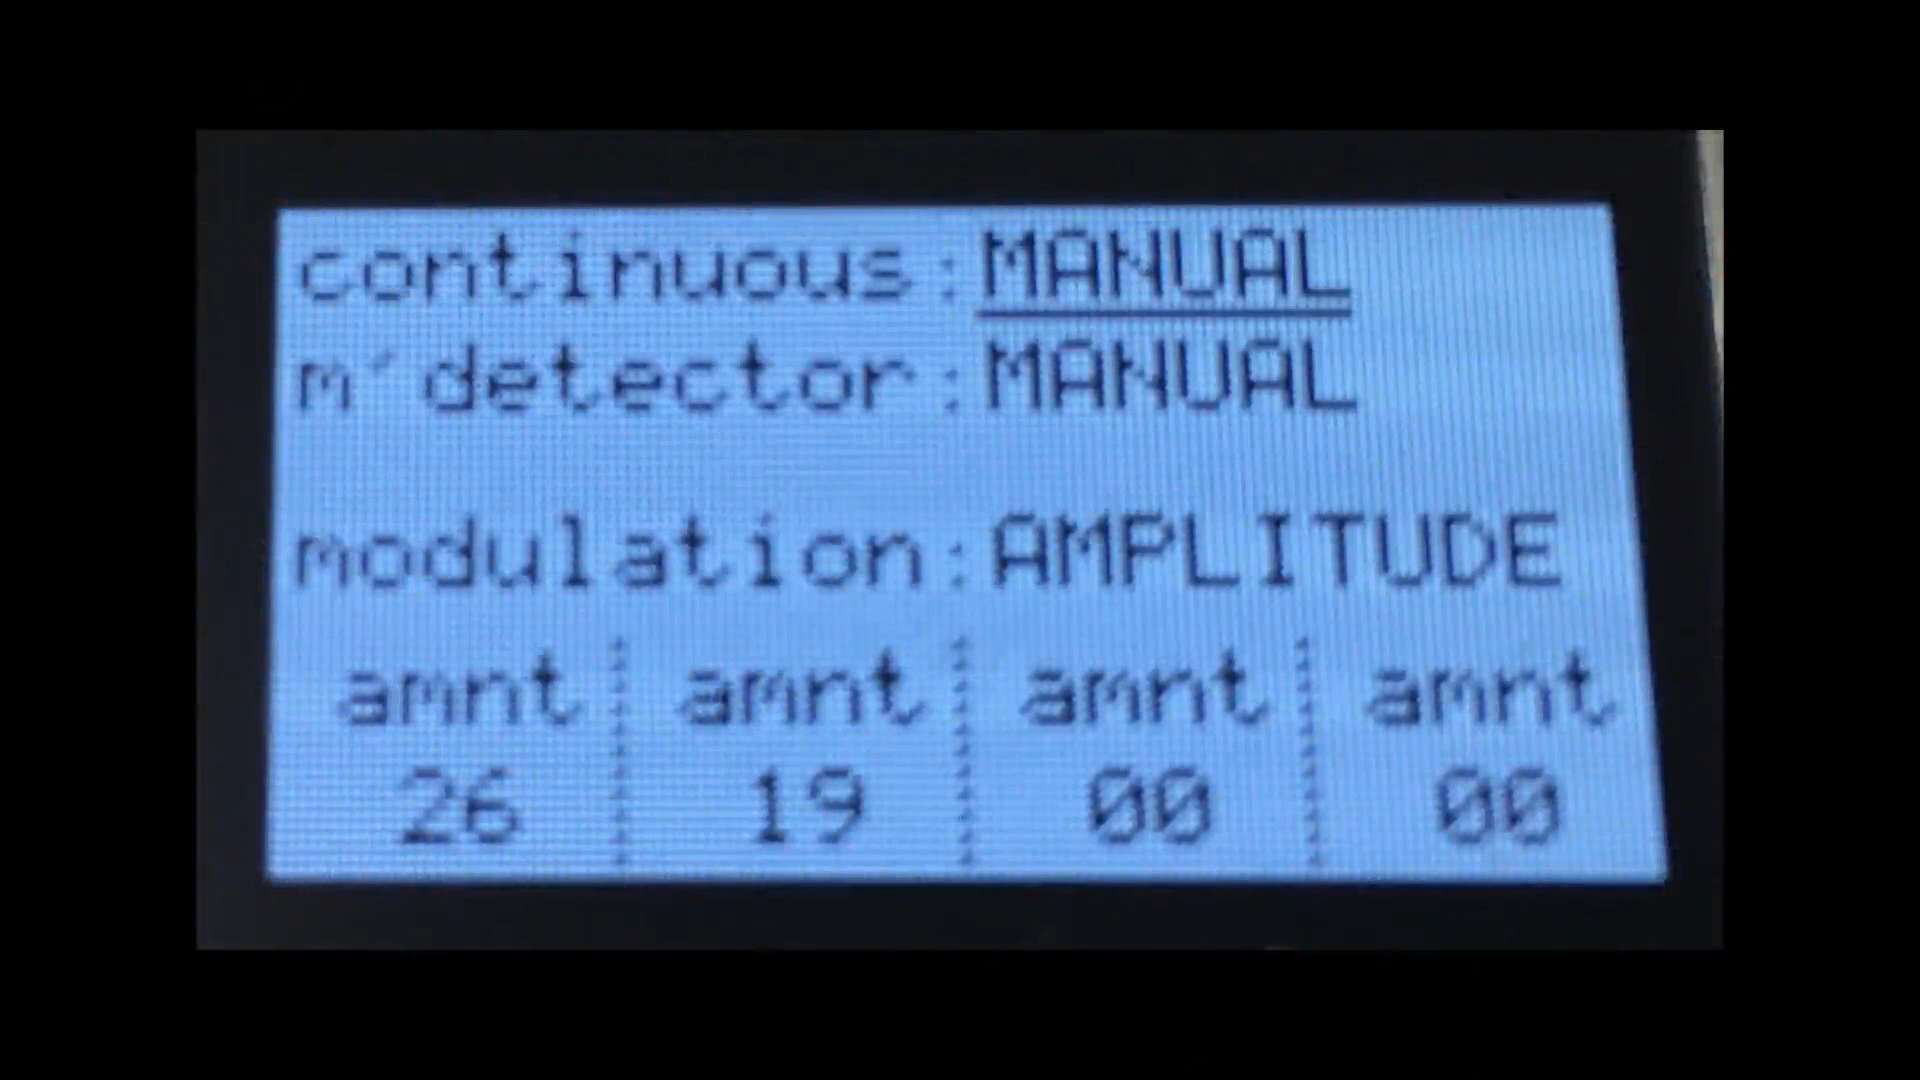 continuous:MANUAL
m´detector:MANUAL
modulation:AMPLITUDE
amnt amnt amnt amnt
26 19 00 00